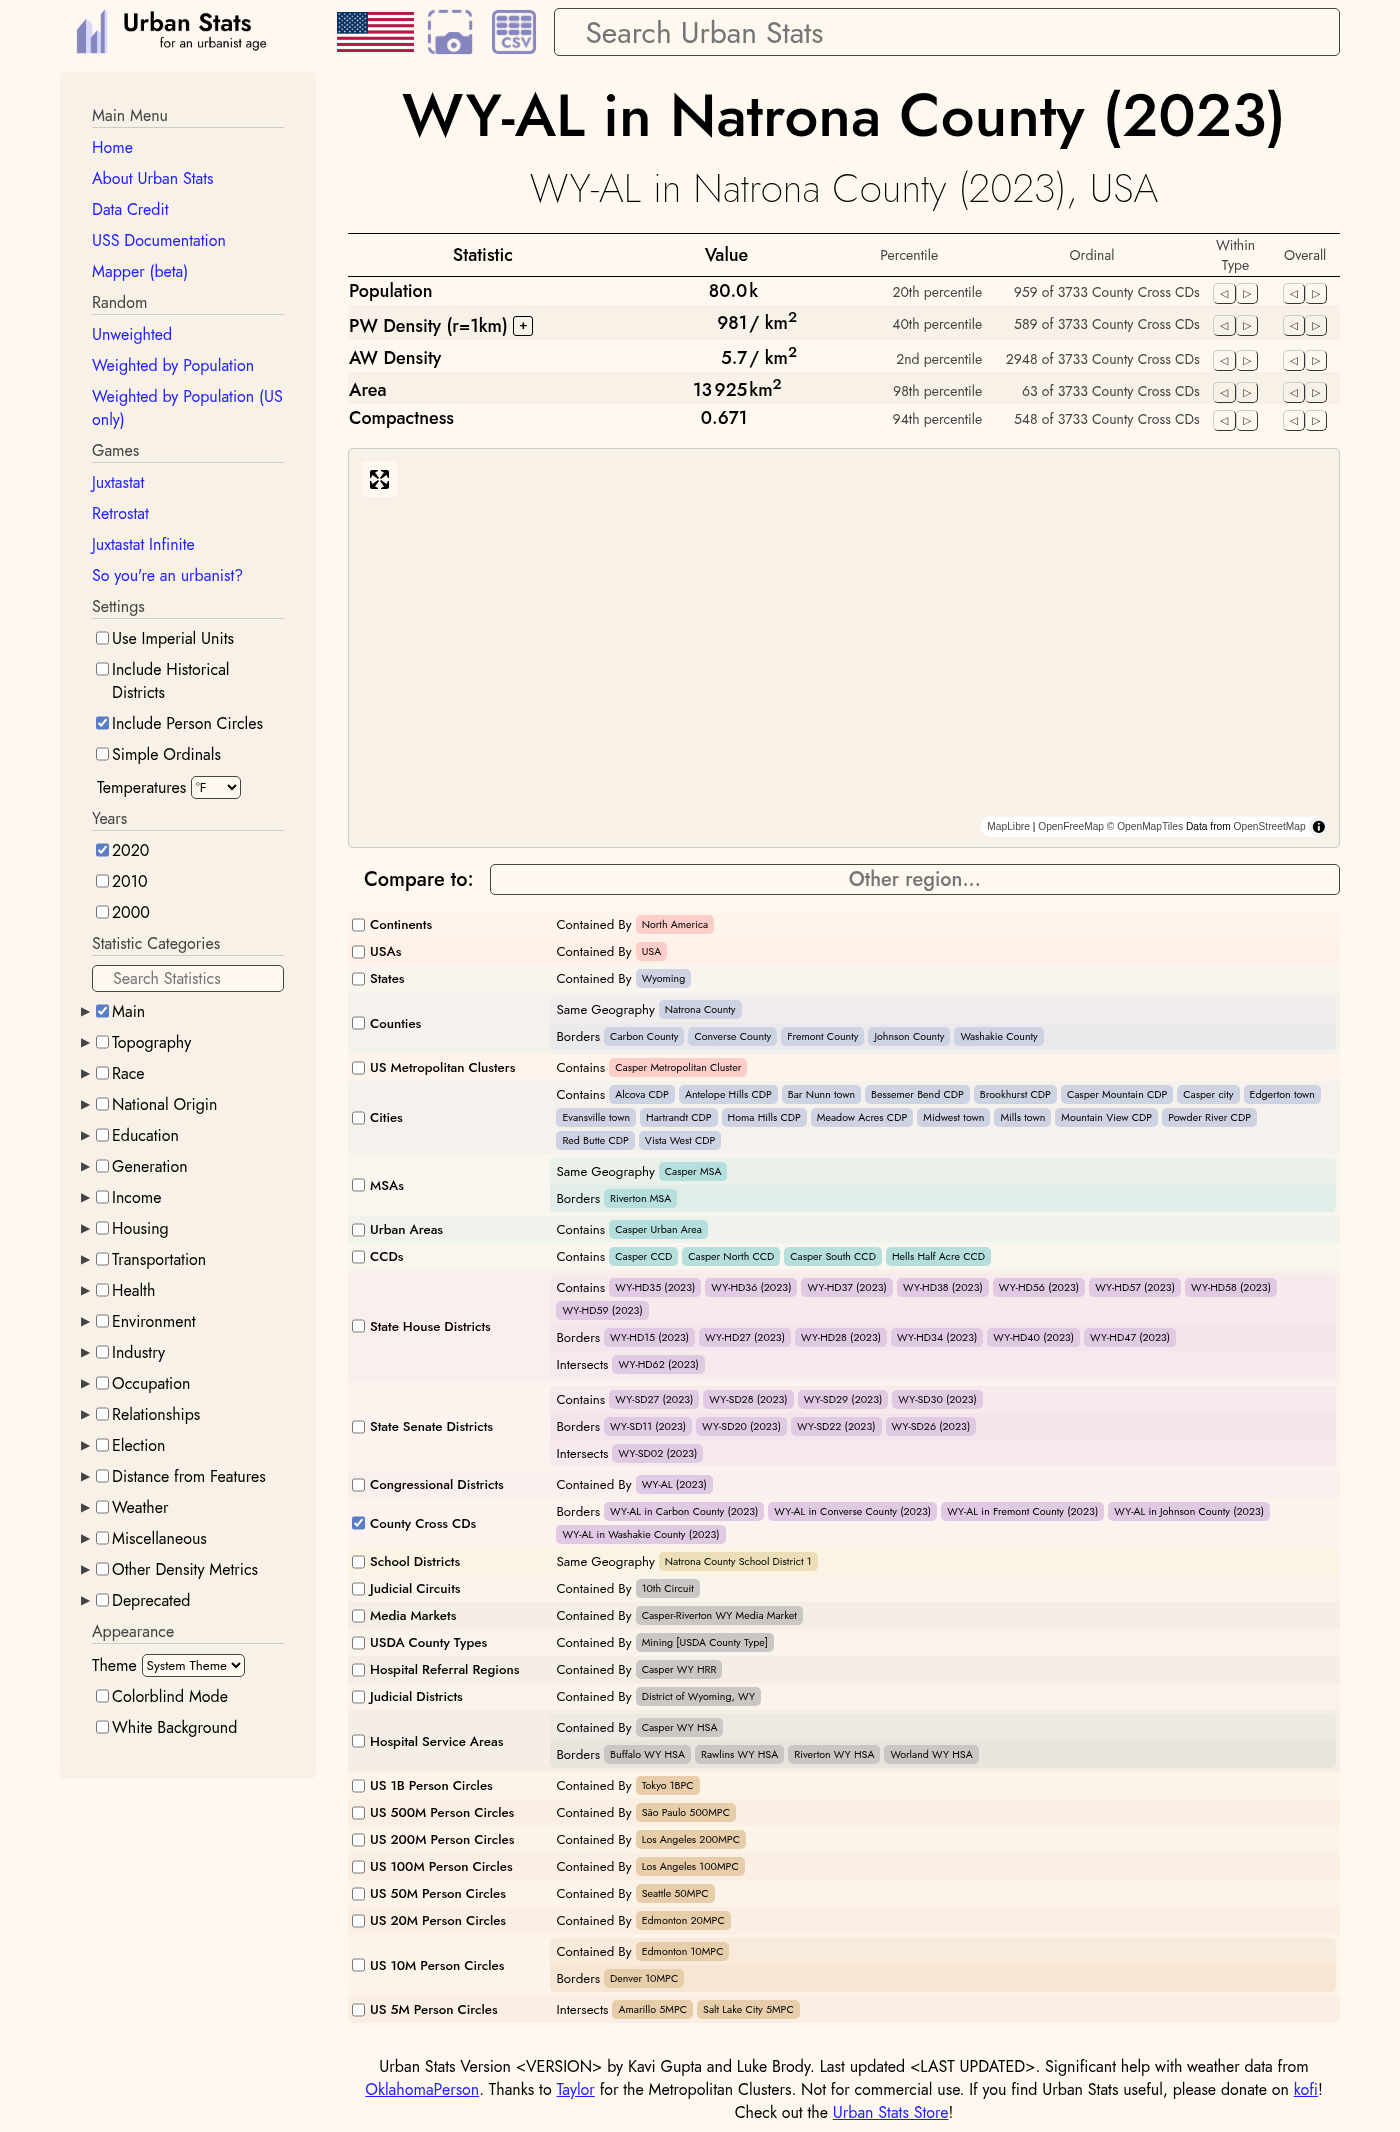 Urban Stats
for an urbanist age
CSV
Search Urban Stats
Main Menu
Home
About Urban Stats
Data Credit
USS Documentation
Mapper (beta)
Random
Unweighted
Weighted by Population
Weighted by Population (US
only)
Games
Juxtastat
Retrostat
Juxtastat Infinite
So you're an urbanist?
Settings
Use Imperial Units
Include Historical
Districts
Include Person Circles
Simple Ordinals
Temperatures °F
Years
2020
2010
2000
Statistic Categories
Search Statistics
Main
Topography
Race
National Origin
Education
Generation
Income
Housing
Transportation
Health
Environment
Industry
Occupation
Relationships
Election
Distance from Features
Weather
Miscellaneous
Other Density Metrics
Deprecated
Appearance
Theme System Theme
Colorblind Mode
White Background
WY-AL in Natrona County (2023)
WY-AL in Natrona County (2023), USA
Statistic Value Percentile Ordinal Within Type Overall
Population 80.0 k 20th percentile 959 of 3733 County Cross CDs
PW Density (r=1km) + 981 / km2 40th percentile 589 of 3733 County Cross CDs
AW Density 5.7 / km2 2nd percentile 2948 of 3733 County Cross CDs
Area 13 925 km2 98th percentile 63 of 3733 County Cross CDs
Compactness 0.671 94th percentile 548 of 3733 County Cross CDs
MapLibre | OpenFreeMap © OpenMapTiles Data from OpenStreetMap
Compare to: Other region...
Continents Contained By North America
USAs Contained By USA
States Contained By Wyoming
Counties Same Geography Natrona County
Borders Carbon County Converse County Fremont County Johnson County Washakie County
US Metropolitan Clusters Contains Casper Metropolitan Cluster
Cities Contains Alcova CDP Antelope Hills CDP Bar Nunn town Bessemer Bend CDP Brookhurst CDP Casper Mountain CDP Casper city Edgerton town
Evansville town Hartrandt CDP Homa Hills CDP Meadow Acres CDP Midwest town Mills town Mountain View CDP Powder River CDP
Red Butte CDP Vista West CDP
MSAs Same Geography Casper MSA
Borders Riverton MSA
Urban Areas Contains Casper Urban Area
CCDs Contains Casper CCD Casper North CCD Casper South CCD Hells Half Acre CCD
State House Districts Contains WY-HD35 (2023) WY-HD36 (2023) WY-HD37 (2023) WY-HD38 (2023) WY-HD56 (2023) WY-HD57 (2023) WY-HD58 (2023)
WY-HD59 (2023)
Borders WY-HD15 (2023) WY-HD27 (2023) WY-HD28 (2023) WY-HD34 (2023) WY-HD40 (2023) WY-HD47 (2023)
Intersects WY-HD62 (2023)
State Senate Districts Contains WY-SD27 (2023) WY-SD28 (2023) WY-SD29 (2023) WY-SD30 (2023)
Borders WY-SD11 (2023) WY-SD20 (2023) WY-SD22 (2023) WY-SD26 (2023)
Intersects WY-SD02 (2023)
Congressional Districts Contained By WY-AL (2023)
County Cross CDs Borders WY-AL in Carbon County (2023) WY-AL in Converse County (2023) WY-AL in Fremont County (2023) WY-AL in Johnson County (2023)
WY-AL in Washakie County (2023)
School Districts Same Geography Natrona County School District 1
Judicial Circuits Contained By 10th Circuit
Media Markets Contained By Casper-Riverton WY Media Market
USDA County Types Contained By Mining [USDA County Type]
Hospital Referral Regions Contained By Casper WY HRR
Judicial Districts Contained By District of Wyoming, WY
Hospital Service Areas Contained By Casper WY HSA
Borders Buffalo WY HSA Rawlins WY HSA Riverton WY HSA Worland WY HSA
US 1B Person Circles Contained By Tokyo 1BPC
US 500M Person Circles Contained By São Paulo 500MPC
US 200M Person Circles Contained By Los Angeles 200MPC
US 100M Person Circles Contained By Los Angeles 100MPC
US 50M Person Circles Contained By Seattle 50MPC
US 20M Person Circles Contained By Edmonton 20MPC
US 10M Person Circles Contained By Edmonton 10MPC
Borders Denver 10MPC
US 5M Person Circles Intersects Amarillo 5MPC Salt Lake City 5MPC
Urban Stats Version <VERSION> by Kavi Gupta and Luke Brody. Last updated <LAST UPDATED>. Significant help with weather data from
OklahomaPerson. Thanks to Taylor for the Metropolitan Clusters. Not for commercial use. If you find Urban Stats useful, please donate on kofi!
Check out the Urban Stats Store!